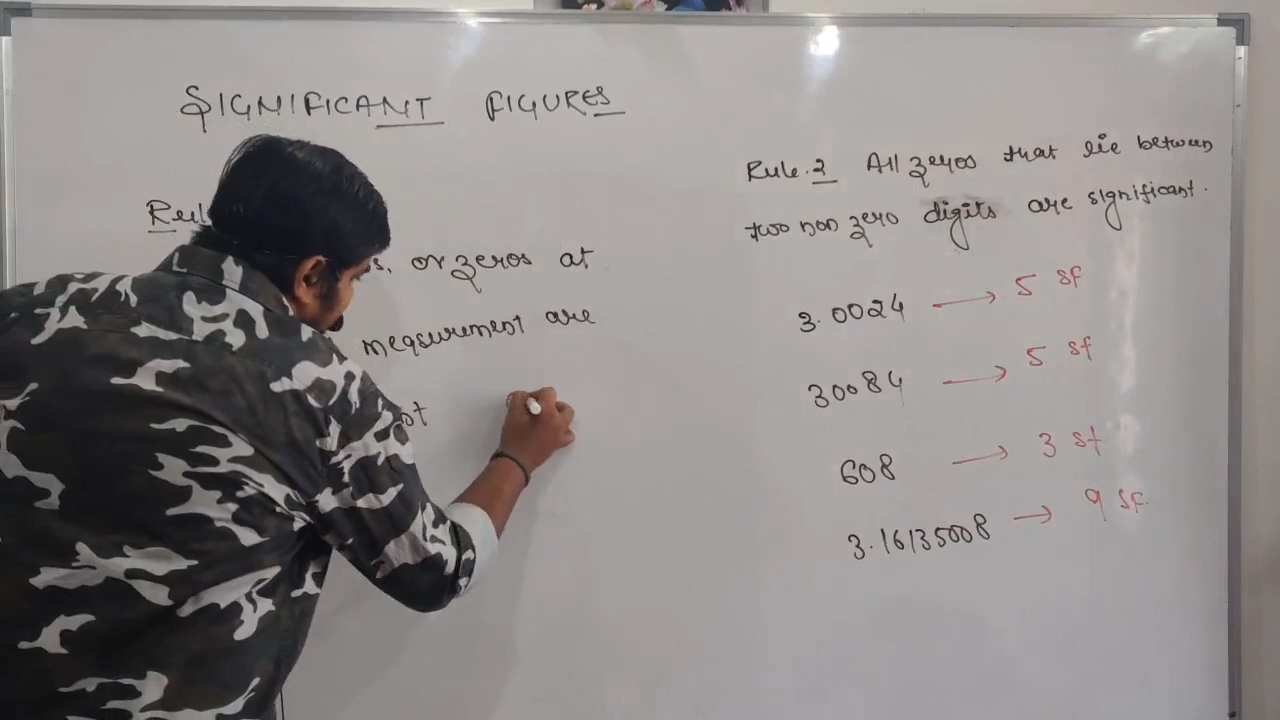 SIGNIFICANT FIGURES
Rul
s, or zeros at
measurement are
ot
Rule.2 All zeros that lie between
two non zero digits are significant.
3.0024 → 5 sf
30084 → 5 sf
608 → 3 sf
3.16135008 → 9 sf.